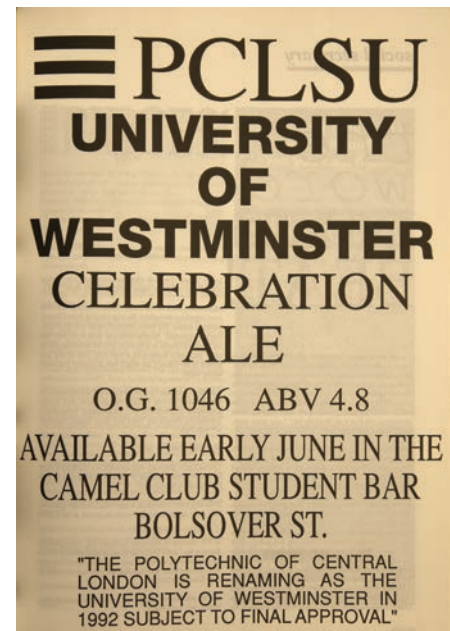 PCLSU
UNIVERSITY
OF
WESTMINSTER
CELEBRATION
ALE
O.G. 1046 ABV 4.8
AVAILABLE EARLY JUNE IN THE
CAMEL CLUB STUDENT BAR
BOLSOVER ST.
"THE POLYTECHNIC OF CENTRAL
LONDON IS RENAMING AS THE
UNIVERSITY OF WESTMINSTER IN
1992 SUBJECT TO FINAL APPROVAL"